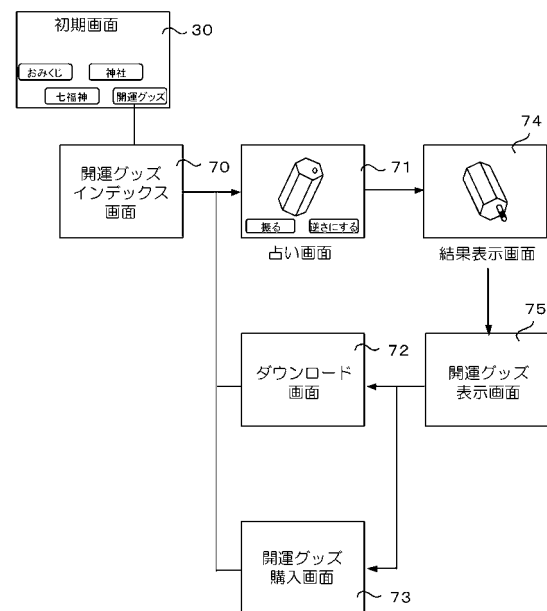 初期画面
30
おみくじ
神社
七福神
開運グッズ
開運グッズ
インデックス
画面
70
71
振る
逆さにする
占い画面
74
結果表示画面
75
開運グッズ
表示画面
72
ダウンロード
画面
開運グッズ
購入画面
73